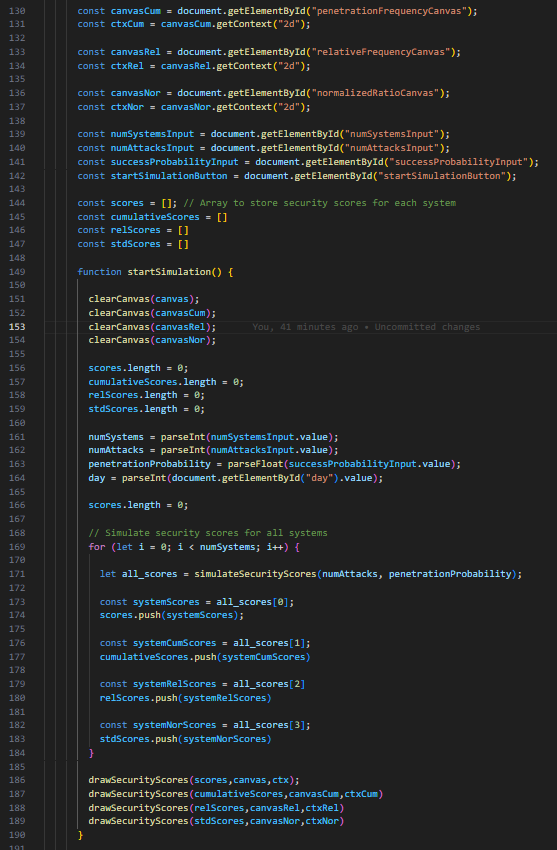 130 const canvasCum = document.getElementById("penetrationFrequencyCanvas");
131 const ctxCum = canvasCum.getContext("2d");
132
133 const canvasRel = document.getElementById("relativeFrequencyCanvas");
134 const ctxRel = canvasRel.getContext("2d");
135
136 const canvasNor = document.getElementById("normalizedRatioCanvas");
137 const ctxNor = canvasNor.getContext("2d");
138
139 const numSystemsInput = document.getElementById("numSystemsInput");
140 const numAttacksInput = document.getElementById("numAttacksInput");
141 const successProbabilityInput = document.getElementById("successProbabilityInput");
142 const startSimulationButton = document.getElementById("startSimulationButton");
143
144 const scores = []; // Array to store security scores for each system
145 const cumulativeScores = []
146 const relScores = []
147 const stdScores = []
148
149 function startSimulation() {
150
151 clearCanvas(canvas);
152 clearCanvas(canvasCum);
153 clearCanvas(canvasRel); You, 41 minutes ago • Uncommitted changes
154 clearCanvas(canvasNor);
155
156 scores.length = 0;
157 cumulativeScores.length = 0;
158 relScores.length = 0;
159 stdScores.length = 0;
160
161 numSystems = parseInt(numSystemsInput.value);
162 numAttacks = parseInt(numAttacksInput.value);
163 penetrationProbability = parseFloat(successProbabilityInput.value);
164 day = parseInt(document.getElementById("day").value);
165
166 scores.length = 0;
167
168 // Simulate security scores for all systems
169 for (let i = 0; i < numSystems; i++) {
170
171 let all_scores = simulateSecurityScores(numAttacks, penetrationProbability);
172
173 const systemScores = all_scores[0];
174 scores.push(systemScores);
175
176 const systemCumScores = all_scores[1];
177 cumulativeScores.push(systemCumScores)
178
179 const systemRelScores = all_scores[2]
180 relScores.push(systemRelScores)
181
182 const systemNorScores = all_scores[3];
183 stdScores.push(systemNorScores)
184 }
185
186 drawSecurityScores(scores,canvas,ctx);
187 drawSecurityScores(cumulativeScores,canvasCum,ctxCum)
188 drawSecurityScores(relScores,canvasRel,ctxRel)
189 drawSecurityScores(stdScores,canvasNor,ctxNor)
190 }
191